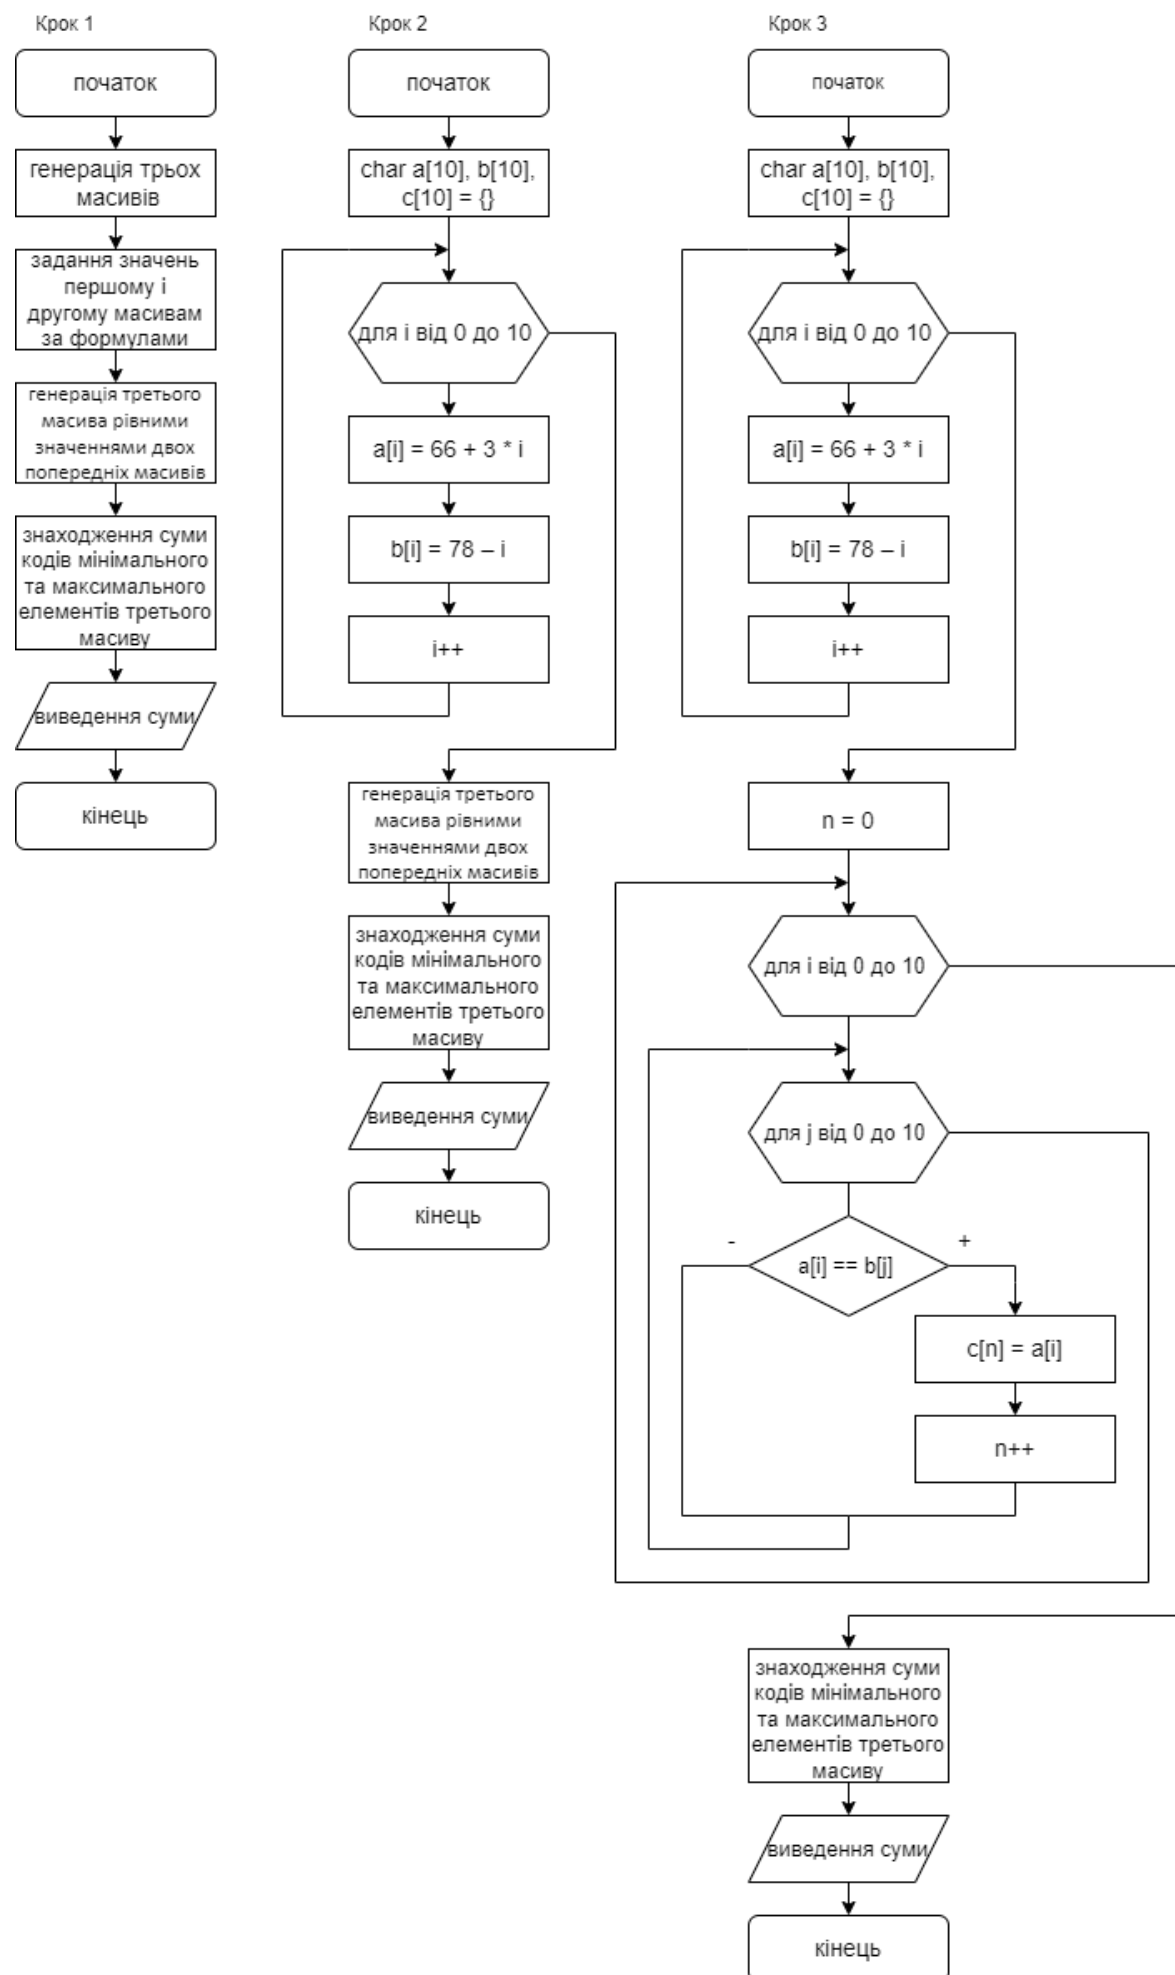 Крок 1
початок
генерація трьох
масивів
задання значень
першому і
другому масивам
за формулами
генерація третього
масива рівними
значеннями двох
попередніх масивів
знаходження суми
кодів мінімального
та максимального
елементів третього
масиву
виведення суми
кінець
Крок 2
початок
char a[10], b[10],
c[10] = {}
для i від 0 до 10
a[i] = 66 + 3 * i
b[i] = 78 – i
i++
генерація третього
масива рівними
значеннями двох
попередніх масивів
знаходження суми
кодів мінімального
та максимального
елементів третього
масиву
виведення суми
кінець
Крок 3
початок
char a[10], b[10],
c[10] = {}
для i від 0 до 10
a[i] = 66 + 3 * i
b[i] = 78 – i
i++
n = 0
для i від 0 до 10
для j від 0 до 10
- +
a[i] == b[j]
c[n] = a[i]
n++
знаходження суми
кодів мінімального
та максимального
елементів третього
масиву
виведення суми
кінець